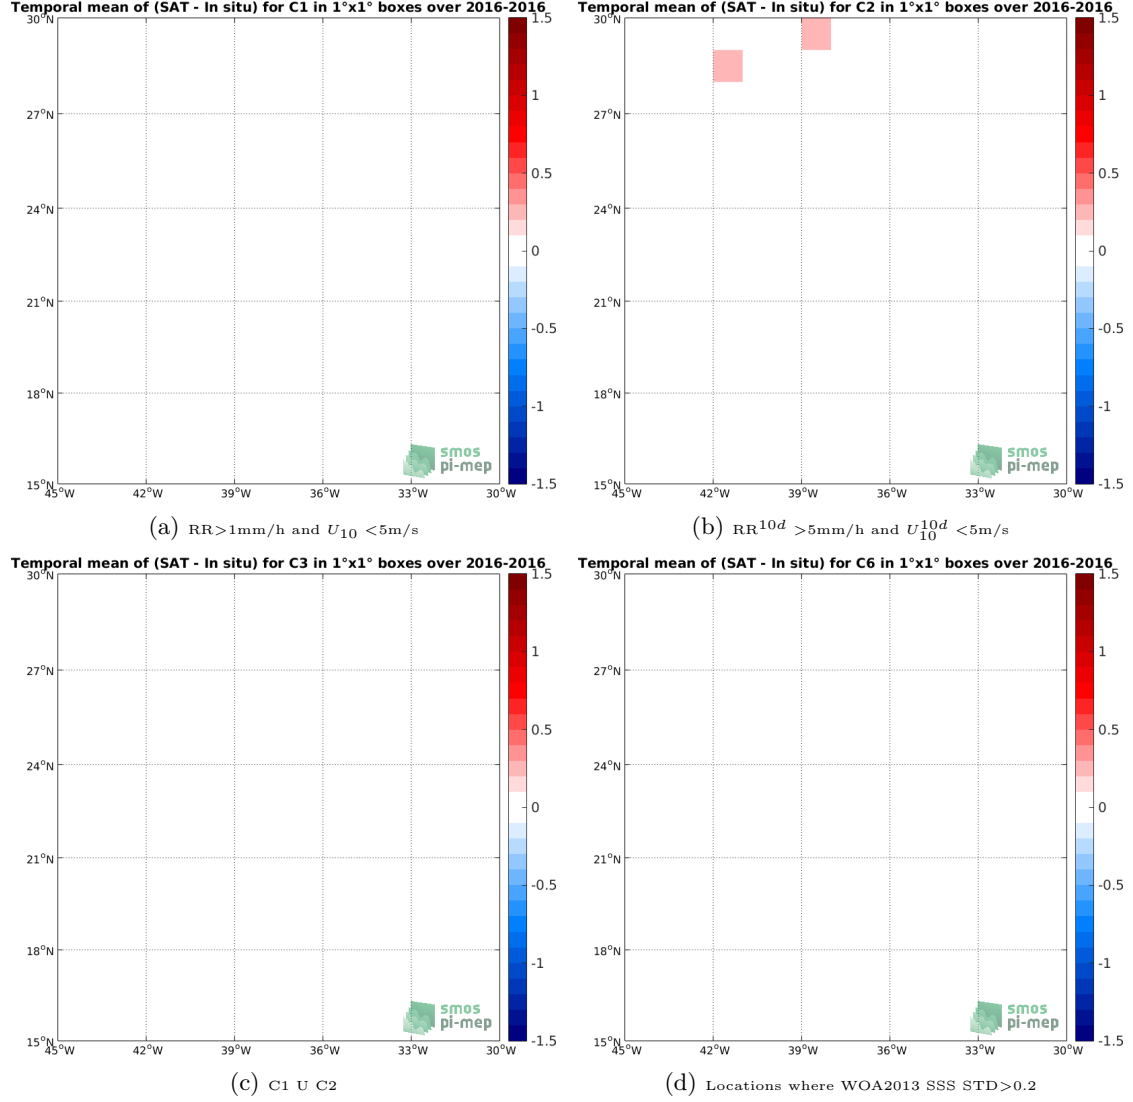 Temporal mean of (SAT - In situ) for C1 in 1°x1° boxes over 2016-2016
30°N
27°N
24°N
21°N
18°N
15°N
45°W 42°W 39°W 36°W 33°W 30°W
1.5
1
0.5
0
-0.5
-1
-1.5
smos
pi-mep
(a) RR>1mm/h and U10 <5m/s
Temporal mean of (SAT - In situ) for C2 in 1°x1° boxes over 2016-2016
30°N
27°N
24°N
21°N
18°N
15°N
45°W 42°W 39°W 36°W 33°W 30°W
1.5
1
0.5
0
-0.5
-1
-1.5
smos
pi-mep
(b) RR^10d >5mm/h and U_10^10d <5m/s
Temporal mean of (SAT - In situ) for C3 in 1°x1° boxes over 2016-2016
30°N
27°N
24°N
21°N
18°N
15°N
45°W 42°W 39°W 36°W 33°W 30°W
1.5
1
0.5
0
-0.5
-1
-1.5
smos
pi-mep
(c) C1 U C2
Temporal mean of (SAT - In situ) for C6 in 1°x1° boxes over 2016-2016
30°N
27°N
24°N
21°N
18°N
15°N
45°W 42°W 39°W 36°W 33°W 30°W
1.5
1
0.5
0
-0.5
-1
-1.5
smos
pi-mep
(d) Locations where WOA2013 SSS STD>0.2